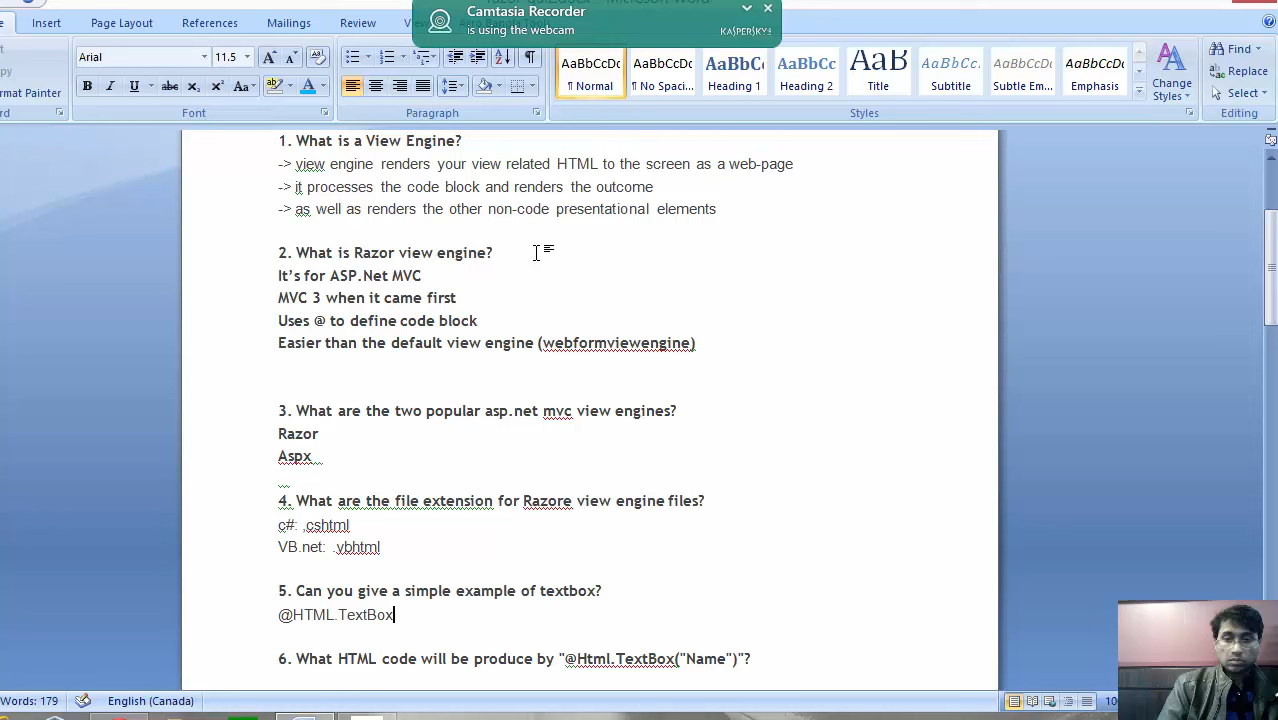 Camtasia Recorder
is using the webcam
KASPERSKY
Insert Page Layout References Mailings Review
Arial 11.5
Format Painter
Font Paragraph Styles Editing
AaBbCcDc AaBbCcDc AaBbC AaBbCc AaB AaBbCc. AaBbCcDc AaBbCcDc
¶ Normal ¶ No Spaci... Heading 1 Heading 2 Title Subtitle Subtle Em... Emphasis
Change
Styles
Find
Replace
Select
1. What is a View Engine?
-> view engine renders your view related HTML to the screen as a web-page
-> it processes the code block and renders the outcome
-> as well as renders the other non-code presentational elements
2. What is Razor view engine?
It's for ASP.Net MVC
MVC 3 when it came first
Uses @ to define code block
Easier than the default view engine (webformviewengine)
3. What are the two popular asp.net mvc view engines?
Razor
Aspx
4. What are the file extension for Razore view engine files?
c#: .cshtml
VB.net: .vbhtml
5. Can you give a simple example of textbox?
@HTML.TextBox
6. What HTML code will be produce by "@Html.TextBox("Name")"?
Words: 179 English (Canada)